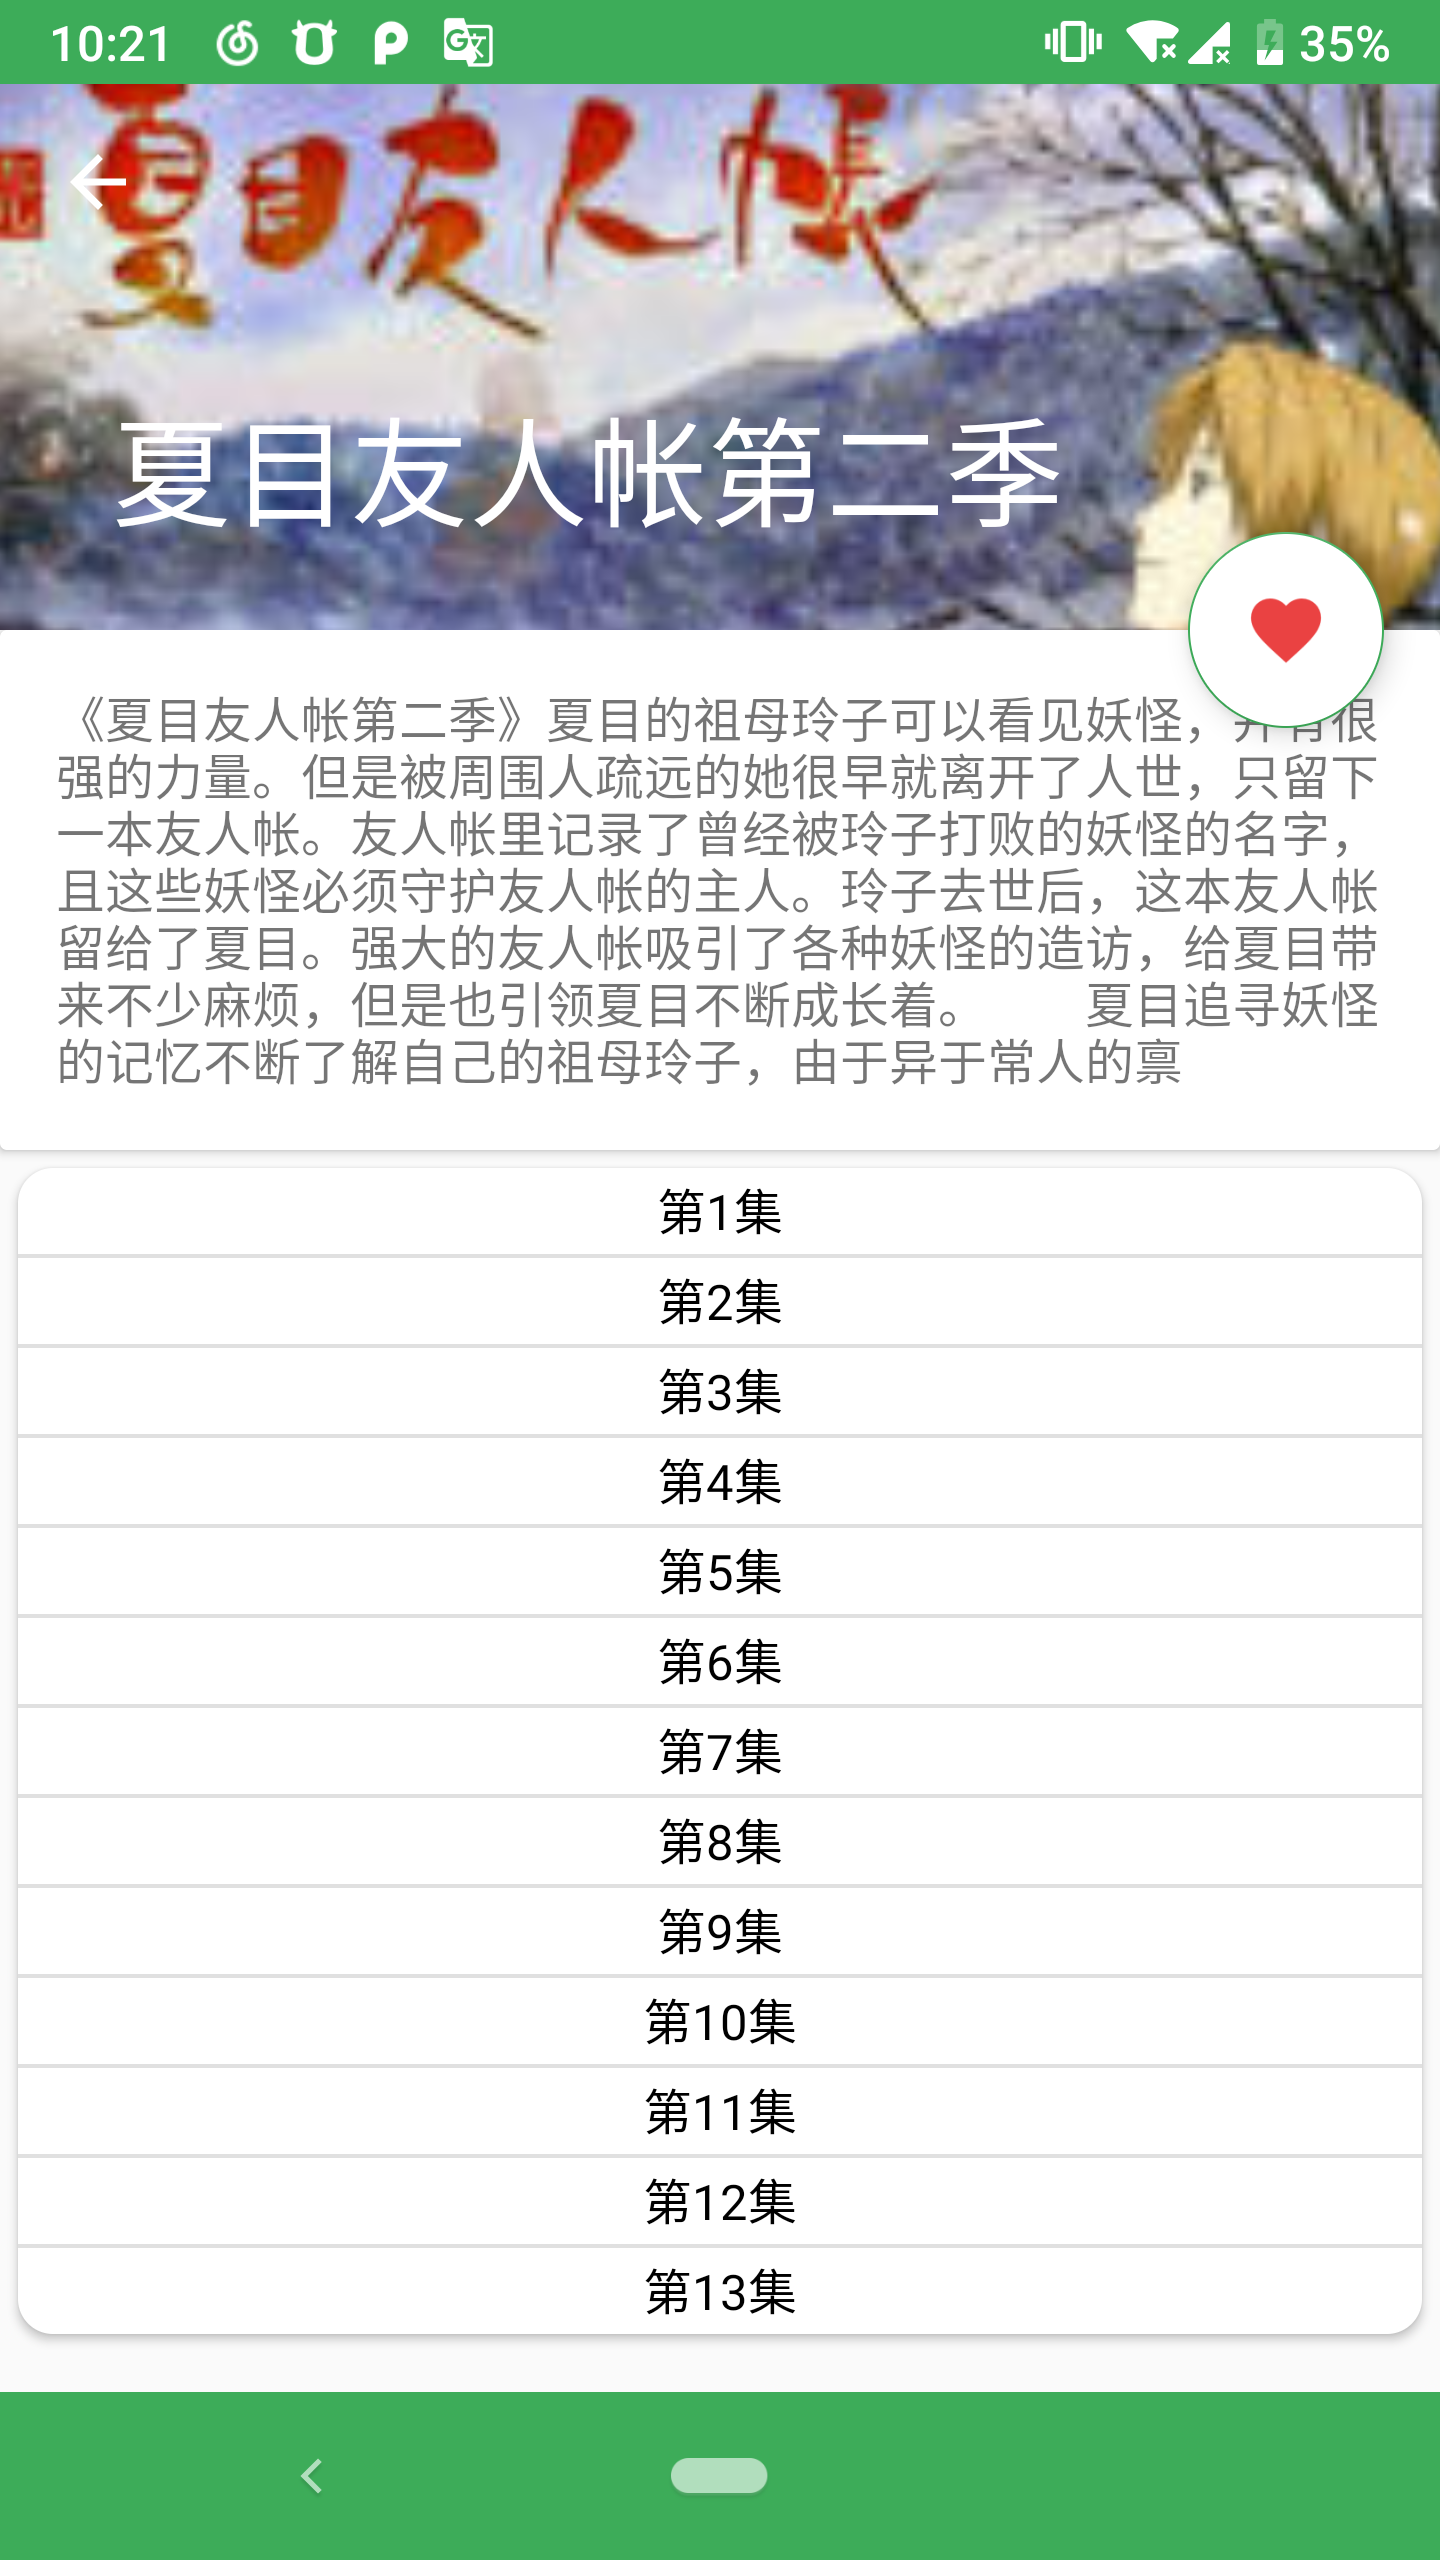 10:21
35%
夏目友人帳
夏目友人帐第二季
《夏目友人帐第二季》夏目的祖母玲子可以看见妖怪，并有很
强的力量。但是被周围人疏远的她很早就离开了人世，只留下
一本友人帐。友人帐里记录了曾经被玲子打败的妖怪的名字，
且这些妖怪必须守护友人帐的主人。玲子去世后，这本友人帐
留给了夏目。强大的友人帐吸引了各种妖怪的造访，给夏目带
来不少麻烦，但是也引领夏目不断成长着。　　夏目追寻妖怪
的记忆不断了解自己的祖母玲子，由于异于常人的禀
第1集
第2集
第3集
第4集
第5集
第6集
第7集
第8集
第9集
第10集
第11集
第12集
第13集